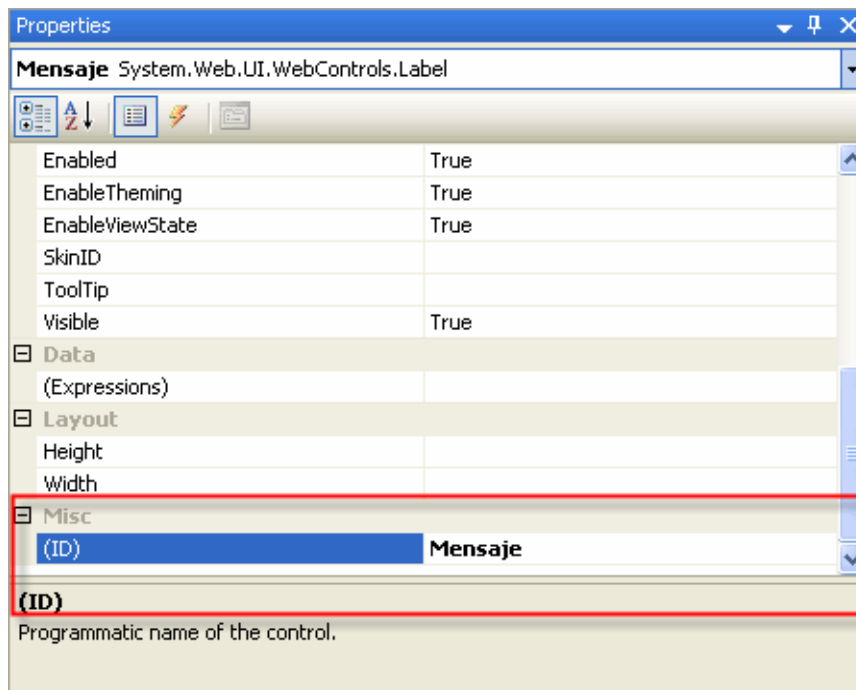 Properties
Mensaje System.Web.UI.WebControls.Label
A Z
Enabled True
EnableTheming True
EnableViewState True
SkinID
ToolTip
Visible True
Data
(Expressions)
Layout
Height
Width
Misc
(ID) Mensaje
(ID)
Programmatic name of the control.